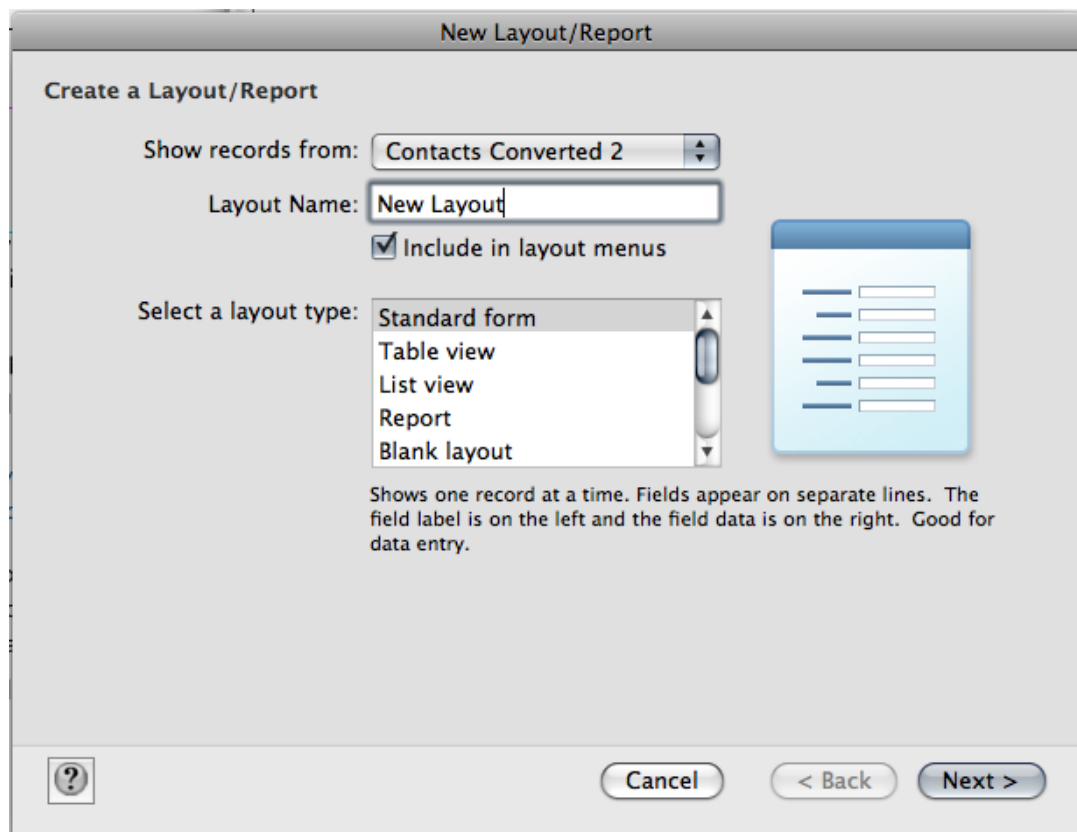 New Layout/Report
Create a Layout/Report
Show records from: Contacts Converted 2
Layout Name: New Layout
Include in layout menus
Select a layout type: Standard form
Table view
List view
Report
Blank layout
Shows one record at a time. Fields appear on separate lines. The
field label is on the left and the field data is on the right. Good for
data entry.
? Cancel < Back Next >